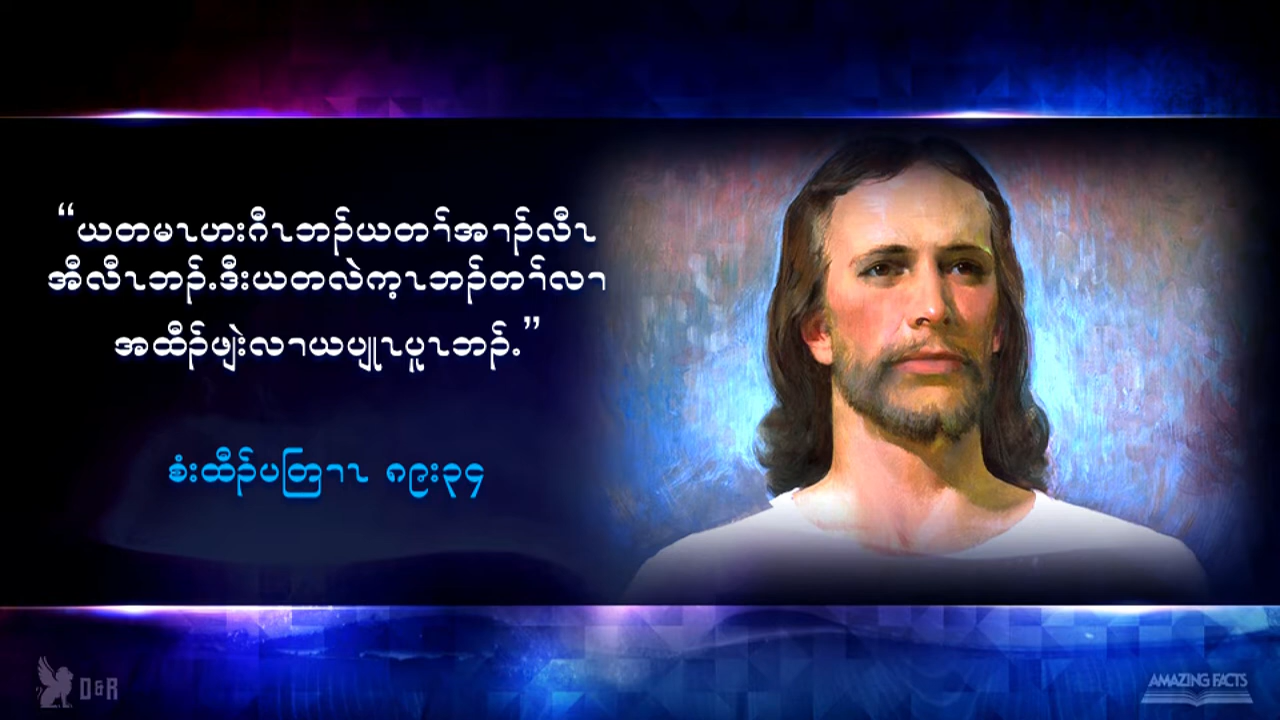 “ယတမၤဟးဂီၤဘၣ်ယတၢ်အၢၣ်လီၤ
အီလီၤဘၣ်.ဒီးယတလဲက့ၤဘၣ်တၢ်လၢ
အထီၣ်ဖျဲးလၢယပျုၤပူၤဘၣ်.”
စံးထီၣ်ပတြၢၤ ၈၉း၃၄
D&R
AMAZING FACTS